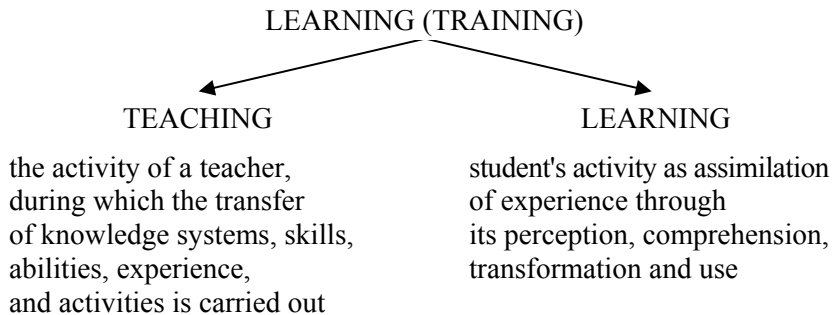 LEARNING (TRAINING)
TEACHING
the activity of a teacher,
during which the transfer
of knowledge systems, skills,
abilities, experience,
and activities is carried out
LEARNING
student's activity as assimilation
of experience through
its perception, comprehension,
transformation and use